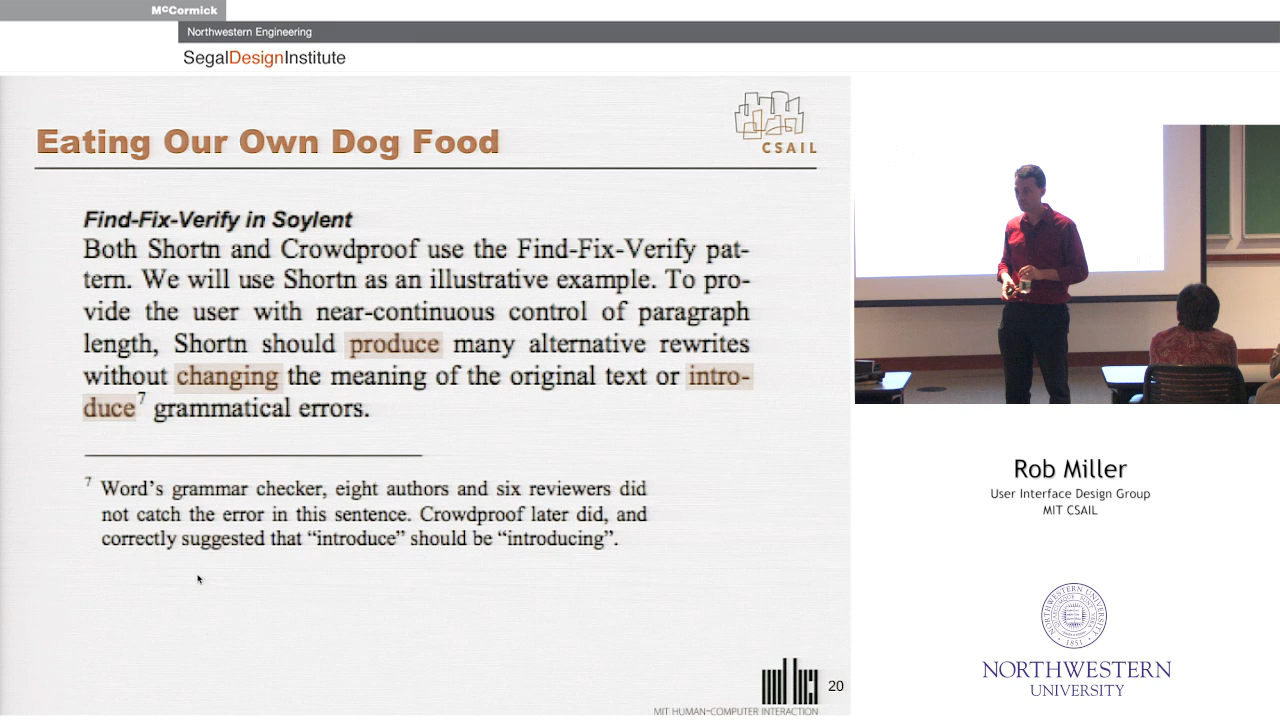 McCormick
Northwestern Engineering
SegalDesignInstitute
Eating Our Own Dog Food
CSAIL
Find-Fix-Verify in Soylent
Both Shortn and Crowdproof use the Find-Fix-Verify pat-
tern. We will use Shortn as an illustrative example. To pro-
vide the user with near-continuous control of paragraph
length, Shortn should produce many alternative rewrites
without changing the meaning of the original text or intro-
duce7 grammatical errors.
7 Word's grammar checker, eight authors and six reviewers did
not catch the error in this sentence. Crowdproof later did, and
correctly suggested that “introduce” should be “introducing”.
MIT HUMAN-COMPUTER INTERACTION
20
Rob Miller
User Interface Design Group
MIT CSAIL
1851
NORTHWESTERN
UNIVERSITY